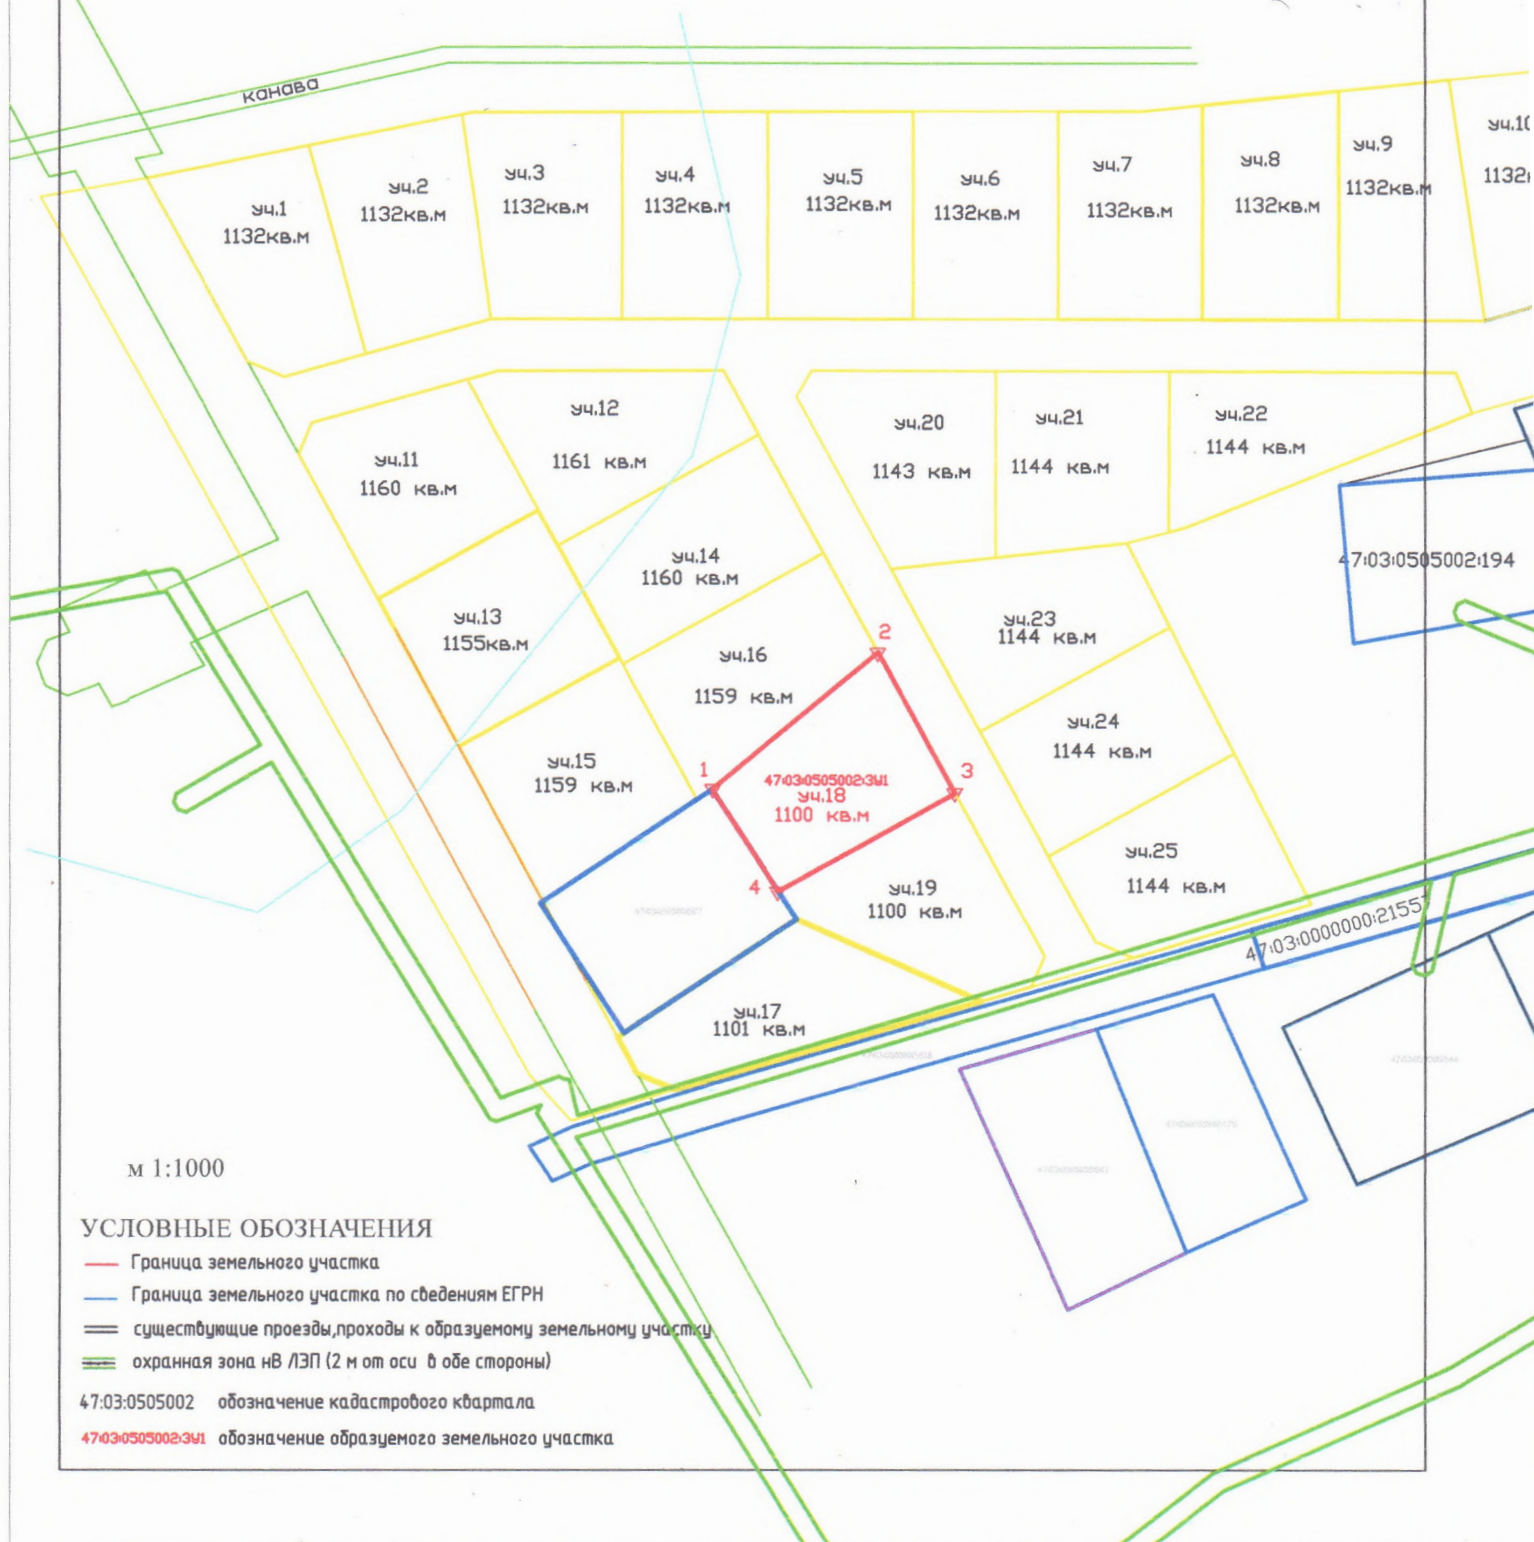 канава
уч.1
1132кв.м
уч.2
1132кв.м
уч.3
1132кв.м
уч.4
1132кв.м
уч.5
1132кв.м
уч.6
1132кв.м
уч.7
1132кв.м
уч.8
1132кв.м
уч.9
1132кв.м
уч.10
1132
уч.11
1160 кв.м
уч.12
1161 кв.м
уч.20
1143 кв.м
уч.21
1144 кв.м
уч.22
1144 кв.м
47:03:0505002:194
уч.13
1155кв.м
уч.14
1160 кв.м
уч.23
1144 кв.м
уч.16
1159 кв.м
2
уч.24
1144 кв.м
уч.15
1159 кв.м
1
47:03:0505002:ЗУ1
уч.18
1100 кв.м
3
4
уч.19
1100 кв.м
уч.25
1144 кв.м
47:03:0000000:2155
уч.17
1101 кв.м
м 1:1000
УСЛОВНЫЕ ОБОЗНАЧЕНИЯ
Граница земельного участка
Граница земельного участка по сведениям ЕГРН
существующие проезды,проходы к образуемому земельному участку
охранная зона нВ ЛЭП (2 м от оси в обе стороны)
47:03:0505002 обозначение кадастрового квартала
47:03:0505002:ЗУ1 обозначение образуемого земельного участка